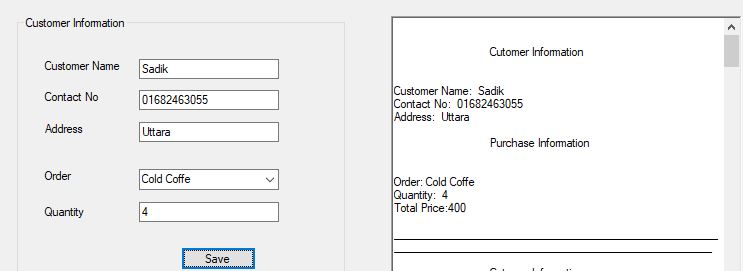 Customer Information
Customer Name Sadik
Contact No 01682463055
Address Uttara
Order Cold Coffe
Quantity 4
Save
Cutomer Information
Customer Name: Sadik
Contact No: 01682463055
Address: Uttara
Purchase Information
Order: Cold Coffe
Quantity: 4
Total Price:400